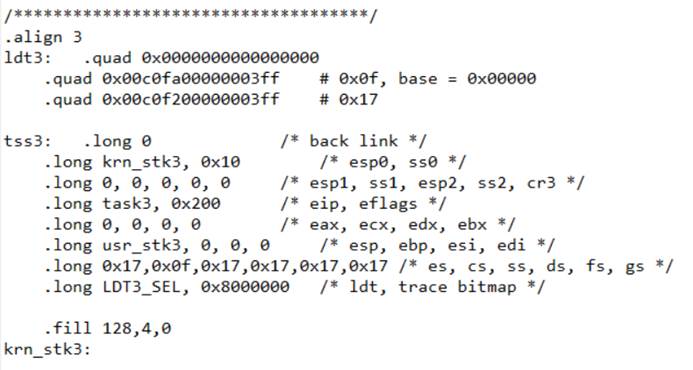 /***********************************/
.align 3
ldt3:   .quad 0x0000000000000000
    .quad 0x00c0fa00000003ff    # 0x0f, base = 0x00000
    .quad 0x00c0f200000003ff    # 0x17

tss3:   .long 0             /* back link */
    .long krn_stk3, 0x10        /* esp0, ss0 */
    .long 0, 0, 0, 0, 0     /* esp1, ss1, esp2, ss2, cr3 */
    .long task3, 0x200      /* eip, eflags */
    .long 0, 0, 0, 0        /* eax, ecx, edx, ebx */
    .long usr_stk3, 0, 0, 0     /* esp, ebp, esi, edi */
    .long 0x17,0x0f,0x17,0x17,0x17,0x17 /* es, cs, ss, ds, fs, gs */
    .long LDT3_SEL, 0x8000000   /* ldt, trace bitmap */

    .fill 128,4,0
krn_stk3: